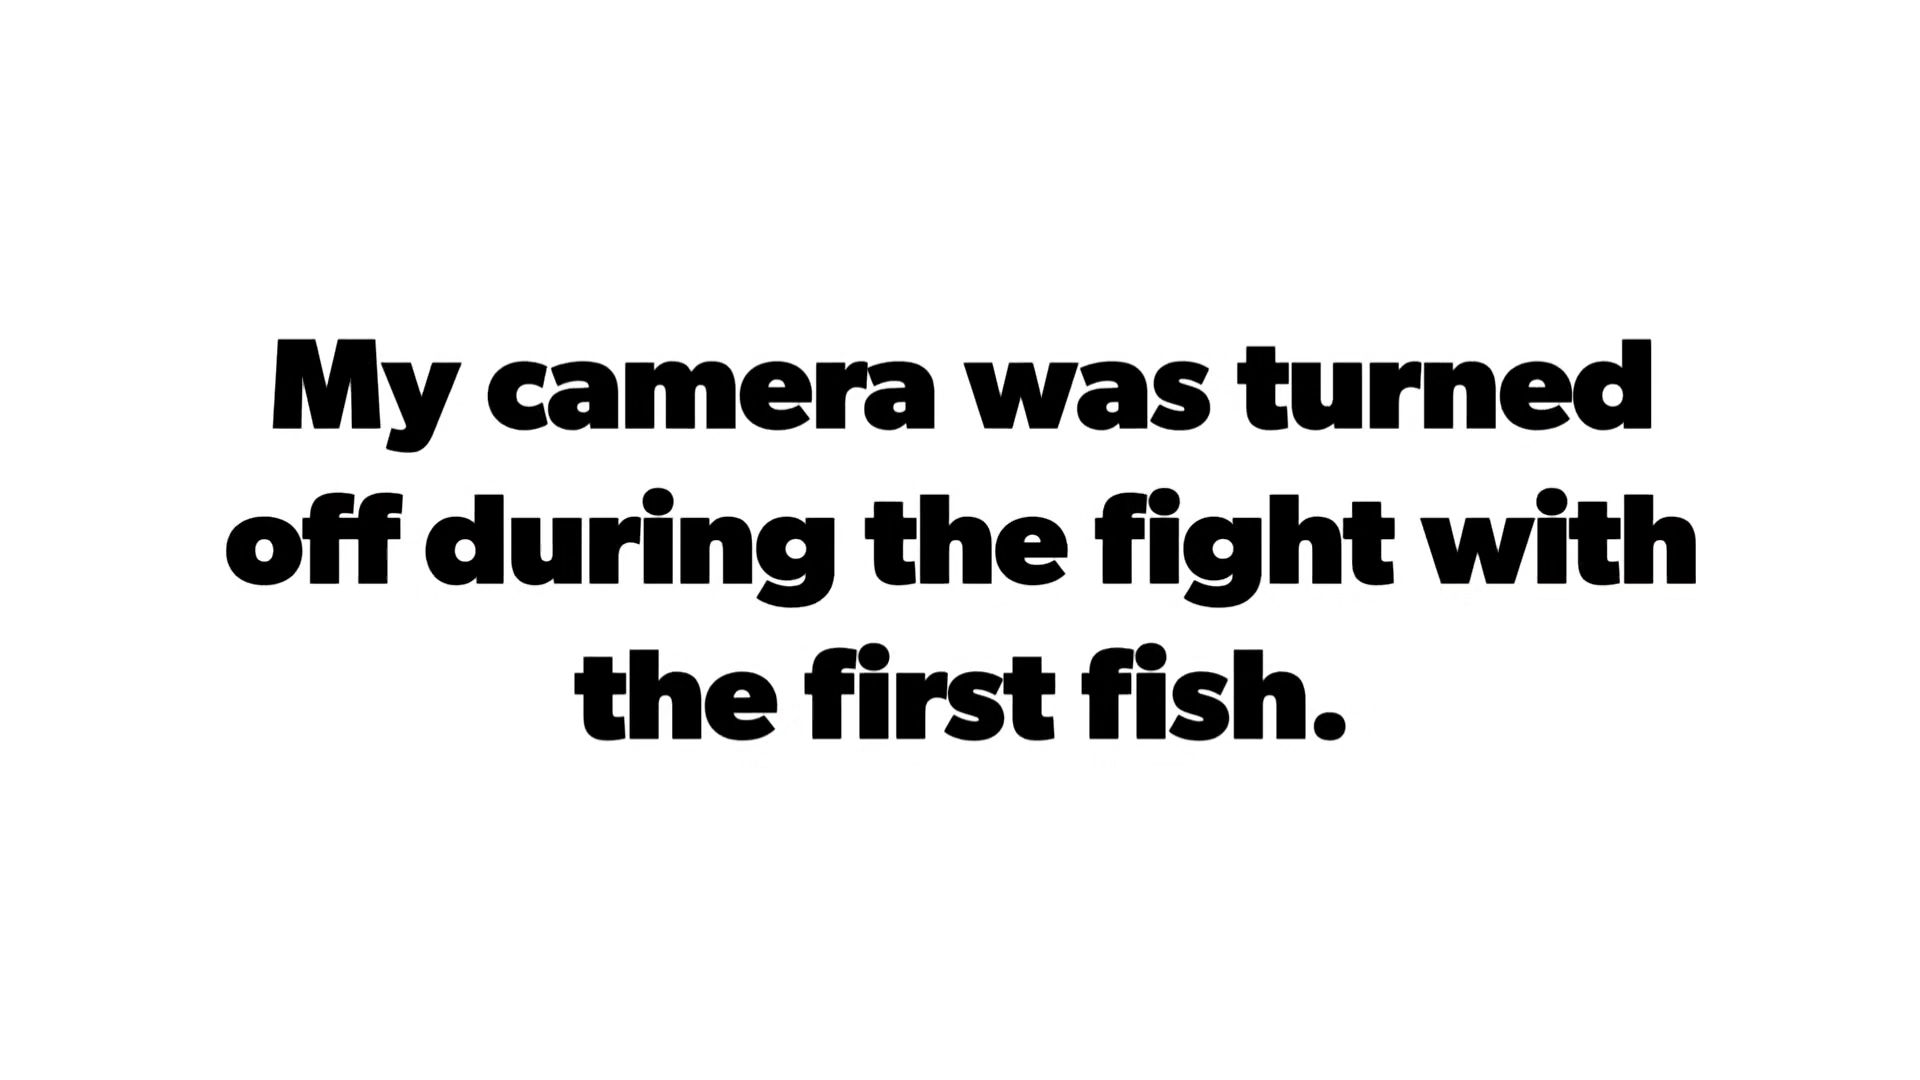 My camera was turned
off during the fight with
the first fish.